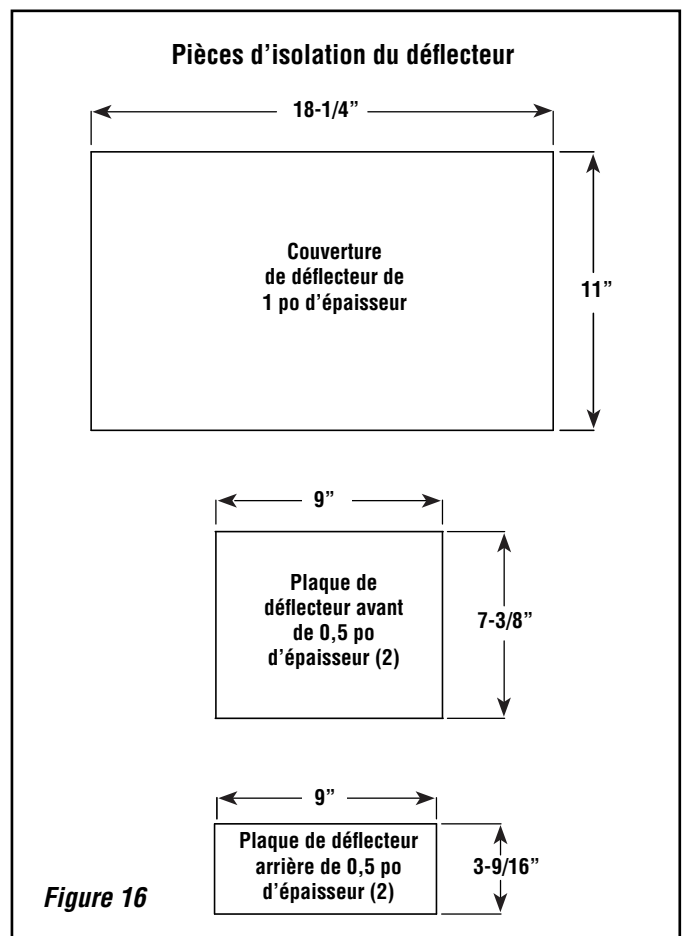 Pièces d’isolation du déflecteur
18-1/4”
Couverture
de déflecteur de
1 po d’épaisseur
11”
9”
Plaque de
déflecteur avant
de 0,5 po
d’épaisseur (2)
7-3/8”
9”
Plaque de déflecteur
arrière de 0,5 po
d’épaisseur (2)
3-9/16”
Figure 16